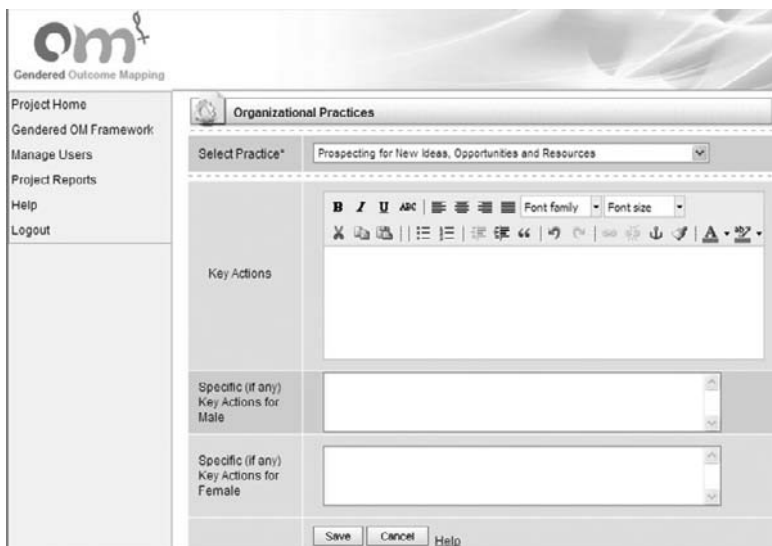 om
Gendered Outcome Mapping
Project Home
Gendered OM Framework
Manage Users
Project Reports
Help
Logout
Organizational Practices
Select Practice*
Prospecting for New Ideas, Opportunities and Resources
B I U ABC Font family Font size
A ab
Key Actions
Specific (if any)
Key Actions for
Male
Specific (if any)
Key Actions for
Female
Save Cancel Help